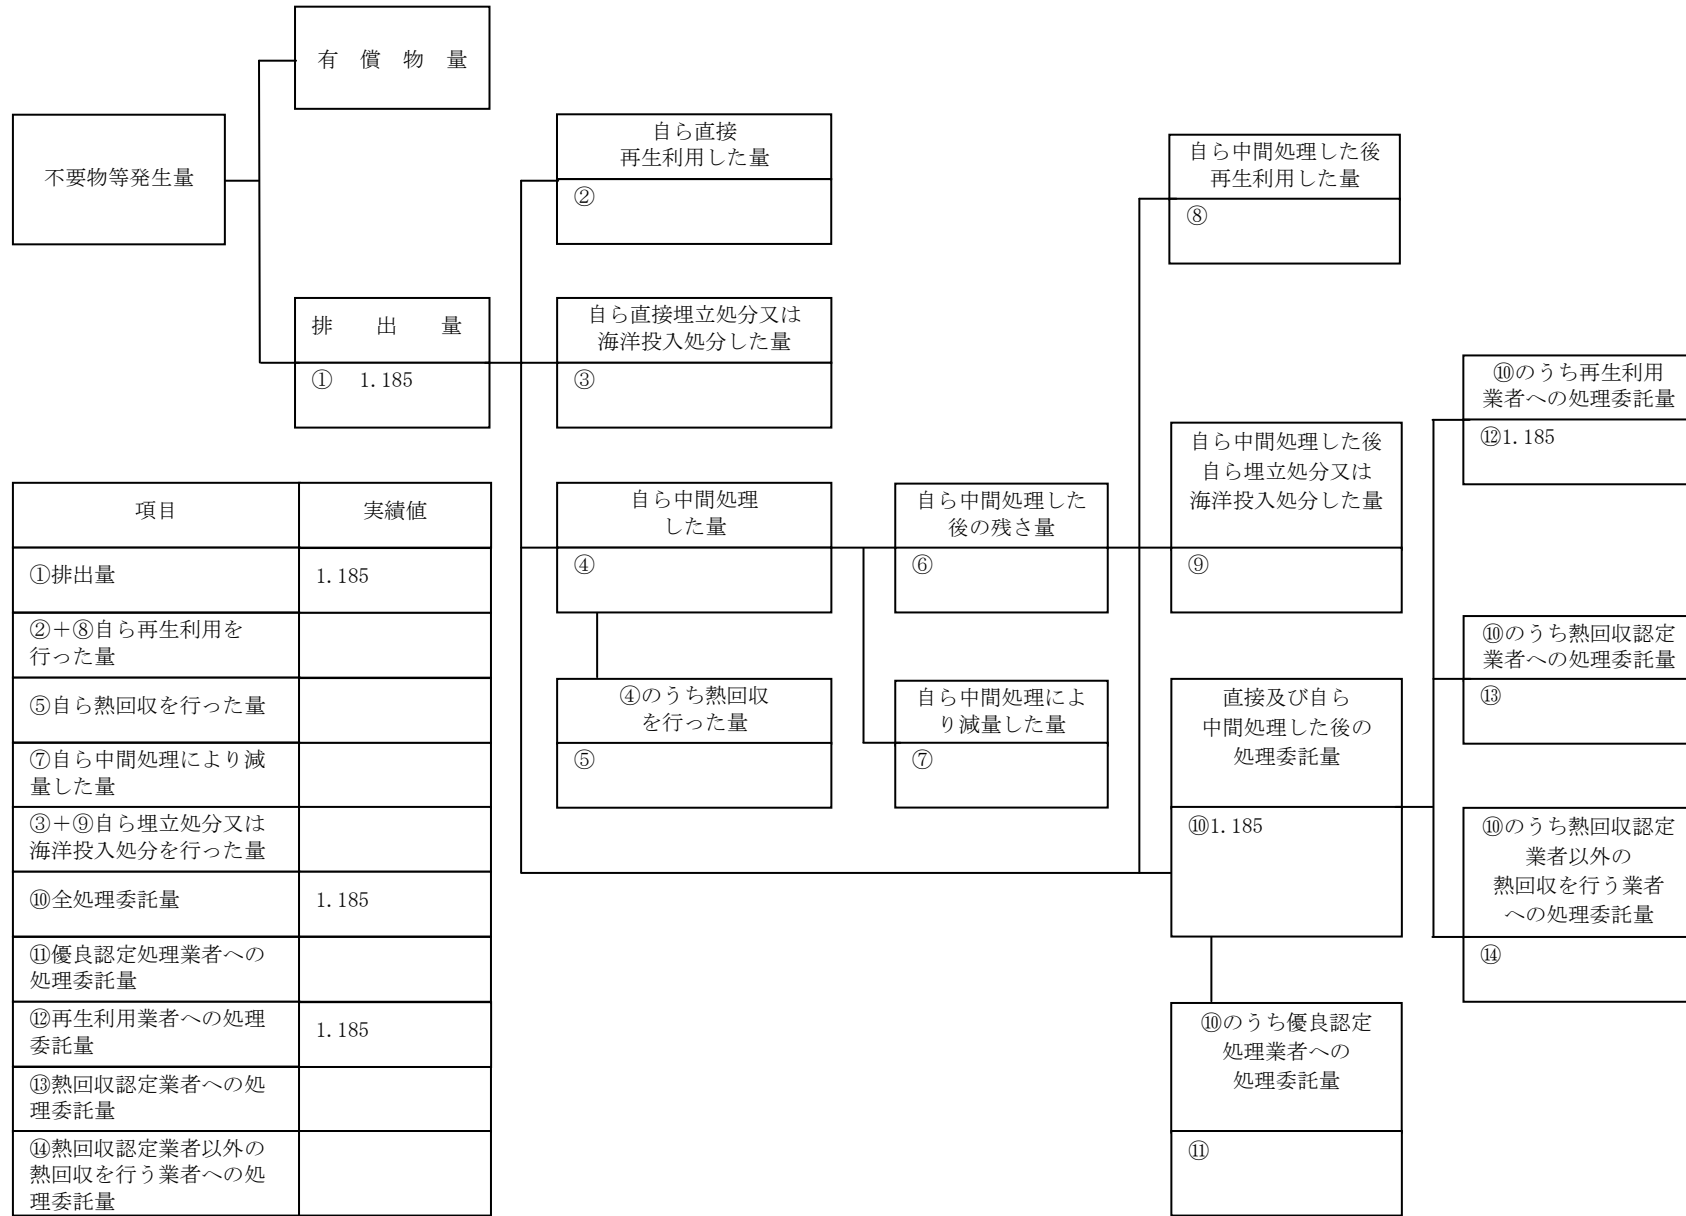 有　償　物　量
不要物等発生量
排　出　量
①　1.185
自ら直接
再生利用した量
②
自ら直接埋立処分又は
海洋投入処分した量
③
自ら中間処理
した量
④
④のうち熱回収
を行った量
⑤
自ら中間処理した
後の残さ量
⑥
自ら中間処理によ
り減量した量
⑦
自ら中間処理した後
再生利用した量
⑧
自ら中間処理した後
自ら埋立処分又は
海洋投入処分した量
⑨
直接及び自ら
中間処理した後の
処理委託量
⑩1.185
⑩のうち優良認定
処理業者への
処理委託量
⑪
⑩のうち再生利用
業者への処理委託量
⑫1.185
⑩のうち熱回収認定
業者への処理委託量
⑬
⑩のうち熱回収認定
業者以外の
熱回収を行う業者
への処理委託量
⑭
項目　実績値
①排出量　1.185
②＋⑧自ら再生利用を
行った量
⑤自ら熱回収を行った量
⑦自ら中間処理により減
量した量
③＋⑨自ら埋立処分又は
海洋投入処分を行った量
⑩全処理委託量　1.185
⑪優良認定処理業者への
処理委託量
⑫再生利用業者への処理
委託量　1.185
⑬熱回収認定業者への処
理委託量
⑭熱回収認定業者以外の
熱回収を行う業者への処
理委託量